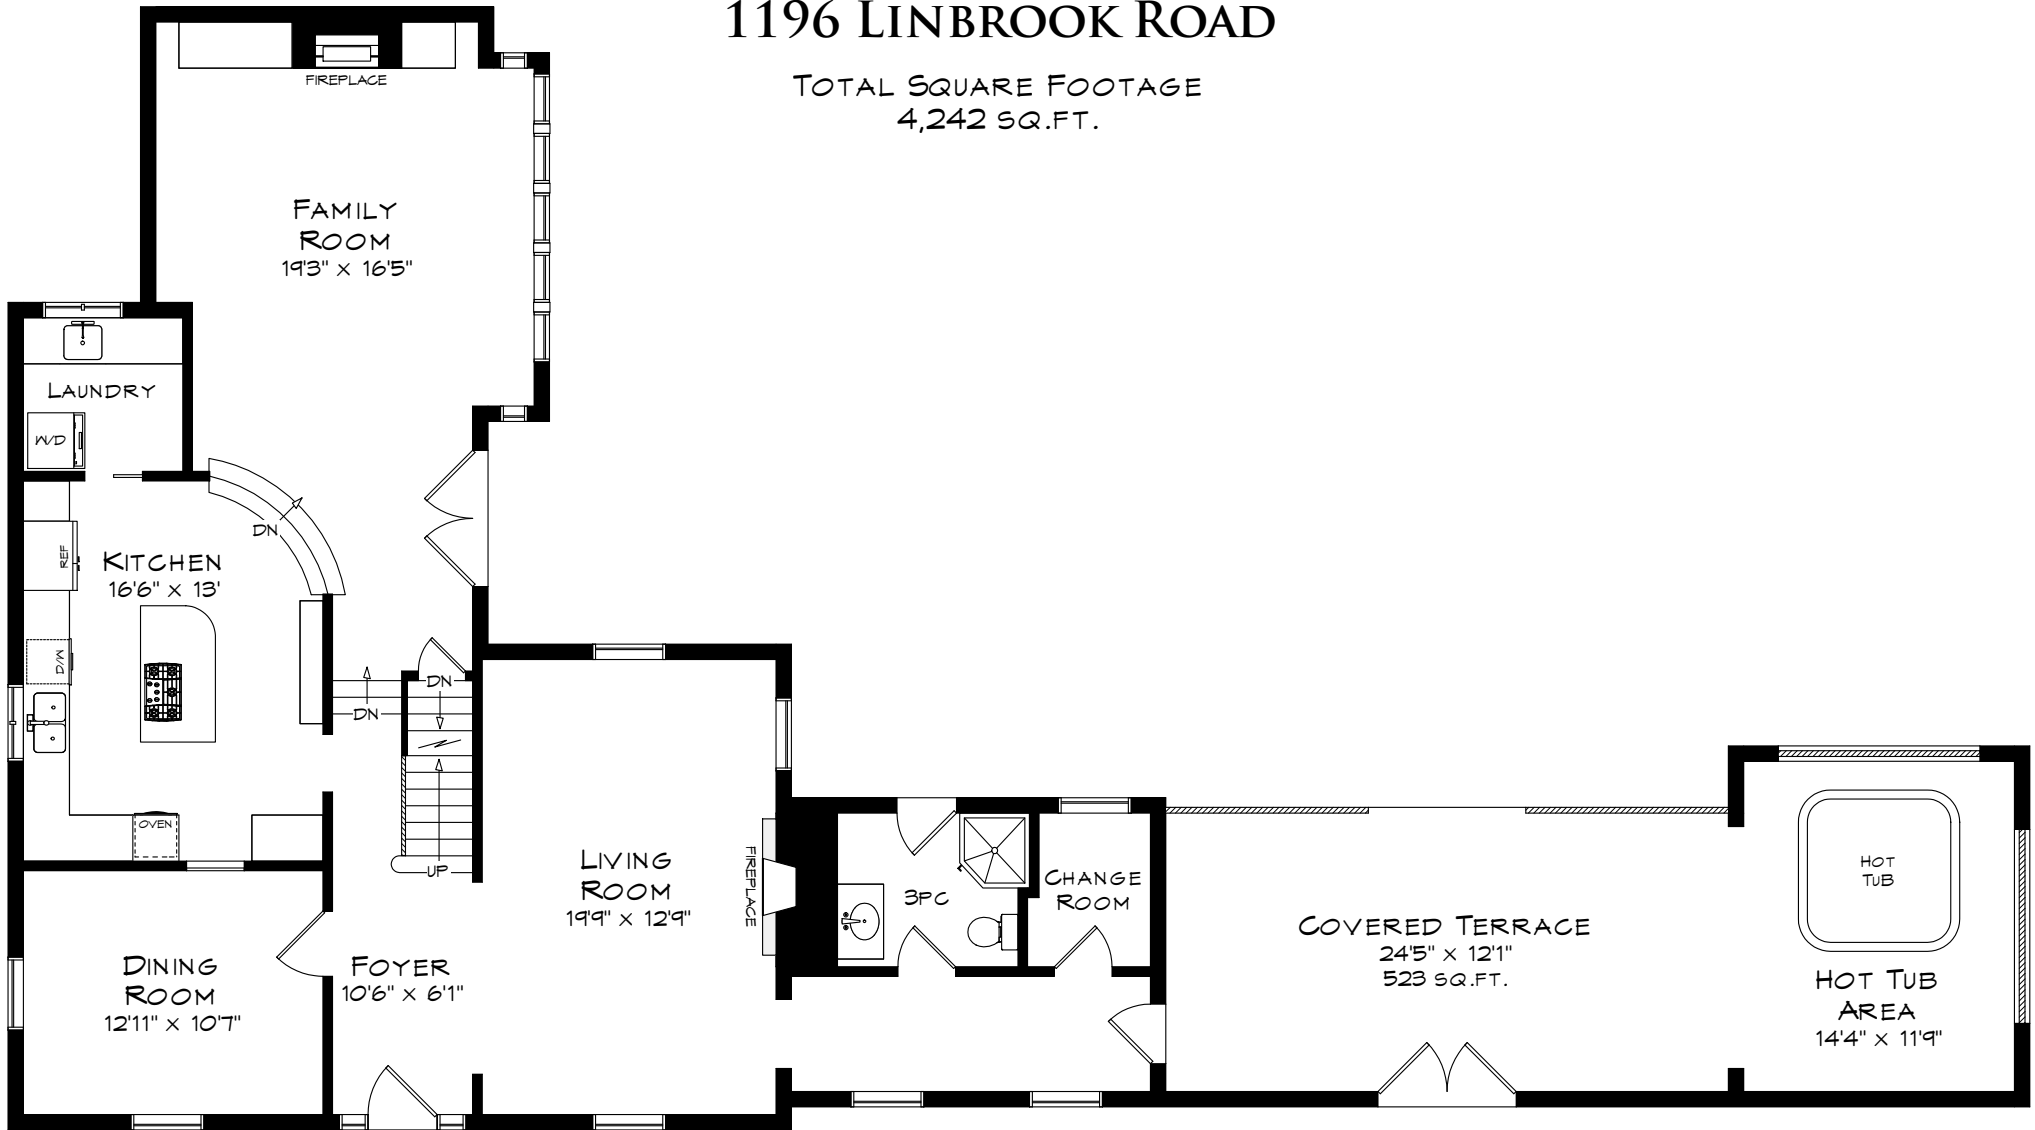 1196 LINBROOK ROAD
TOTAL SQUARE FOOTAGE
4,242 SQ.FT.
FIREPLACE
FAMILY
ROOM
19'3" x 16'5"
LAUNDRY
W/D
DN
REF
KITCHEN
16'6" x 13'
D/W
OVEN
DN
DN
UP
LIVING
ROOM
19'9" x 12'9"
FIREPLACE
3PC
CHANGE
ROOM
DINING
ROOM
12'11" x 10'7"
FOYER
10'6" x 6'1"
COVERED TERRACE
24'5" x 12'1"
523 SQ.FT.
HOT
TUB
HOT TUB
AREA
14'4" x 11'9"